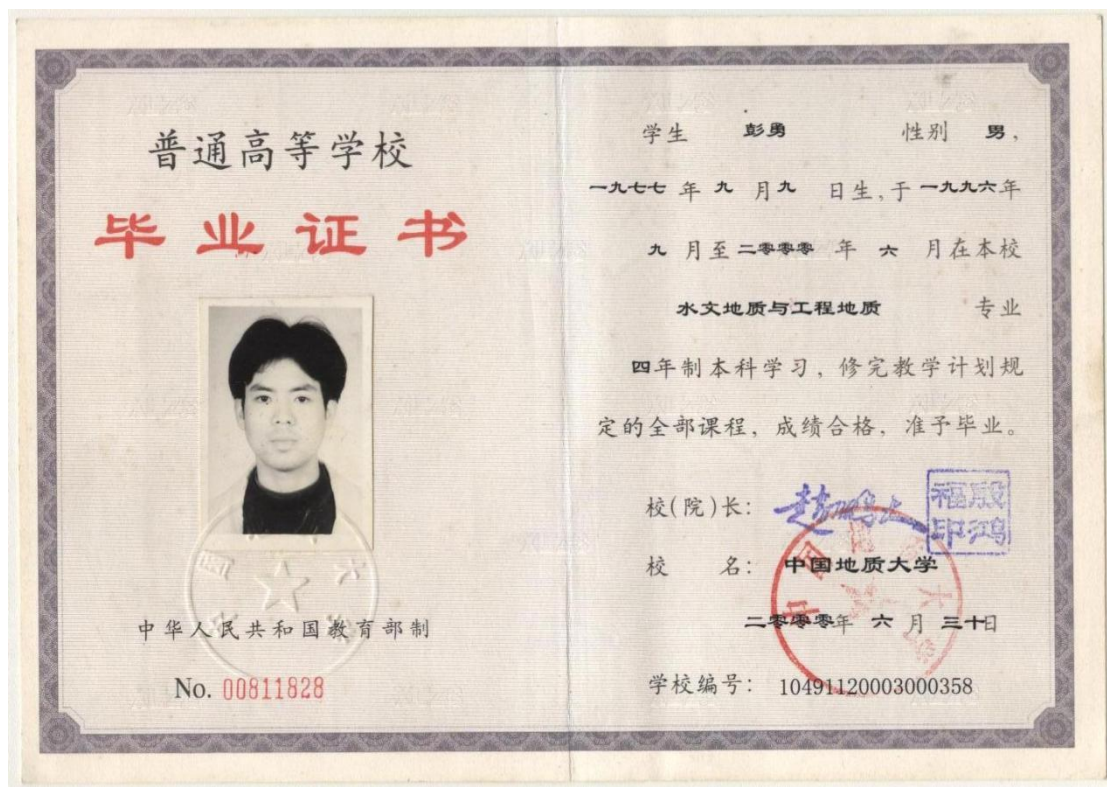 普通高等学校
毕业证书
中华人民共和国教育部制
No. 00811828
学生 彭勇 性别 男,
一九七七 年 九 月九 日生,于 一九九六年
九 月至 二零零零 年 六 月在本校
水文地质与工程地质 专业
四年制本科学习, 修完教学计划规
定的全部课程, 成绩合格, 准予毕业。
校(院)长:
殷鸿福印
校 名: 中国地质大学
二零零零年 六 月 三十日
学校编号: 10491120003000358